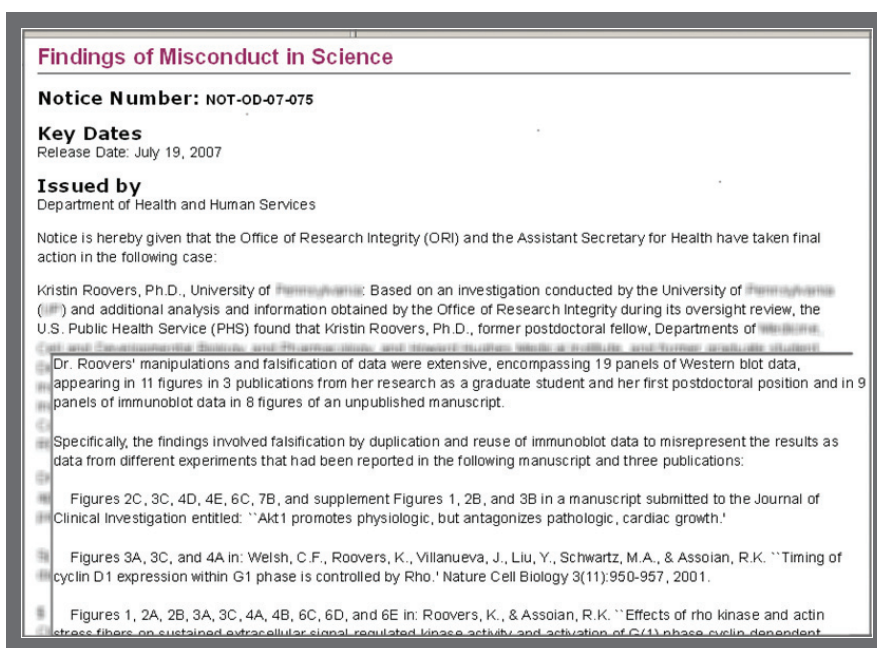 Findings of Misconduct in Science
Notice Number: NOT-OD-07-075
Key Dates
Release Date: July 19, 2007
Issued by
Department of Health and Human Services
Notice is hereby given that the Office of Research Integrity (ORI) and the Assistant Secretary for Health have taken final
action in the following case:
Kristin Roovers, Ph.D., University of : Based on an investigation conducted by the University of
( ) and additional analysis and information obtained by the Office of Research Integrity during its oversight review, the
U.S. Public Health Service (PHS) found that Kristin Roovers, Ph.D., former postdoctoral fellow, Departments of
Dr. Roovers' manipulations and falsification of data were extensive, encompassing 19 panels of Western blot data,
appearing in 11 figures in 3 publications from her research as a graduate student and her first postdoctoral position and in 9
panels of immunoblot data in 8 figures of an unpublished manuscript.
Specifically, the findings involved falsification by duplication and reuse of immunoblot data to misrepresent the results as
data from different experiments that had been reported in the following manuscript and three publications:
Figures 2C, 3C, 4D, 4E, 6C, 7B, and supplement Figures 1, 2B, and 3B in a manuscript submitted to the Journal of
Clinical Investigation entitled: ``Akt1 promotes physiologic, but antagonizes pathologic, cardiac growth.'
Figures 3A, 3C, and 4A in: Welsh, C.F., Roovers, K., Villanueva, J., Liu, Y., Schwartz, M.A., & Assoian, R.K. ``Timing of
cyclin D1 expression within G1 phase is controlled by Rho.' Nature Cell Biology 3(11):950-957, 2001.
Figures 1, 2A, 2B, 3A, 3C, 4A, 4B, 6C, 6D, and 6E in: Roovers, K., & Assoian, R.K. ``Effects of rho kinase and actin
stress fibers on sustained extracellular signal-regulated kinase activity and activation of G(1) phase cyclin-dependent